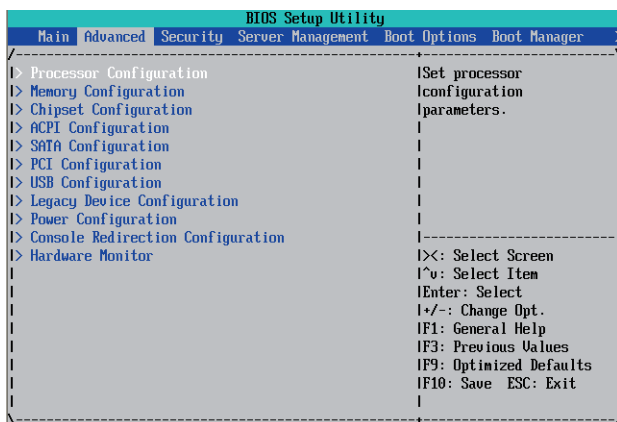 BIOS Setup Utility
Main Advanced Security Server Management Boot Options Boot Manager
> Processor Configuration
> Memory Configuration
> Chipset Configuration
> ACPI Configuration
> SATA Configuration
> PCI Configuration
> USB Configuration
> Legacy Device Configuration
> Power Configuration
> Console Redirection Configuration
> Hardware Monitor
Set processor
configuration
parameters.
><: Select Screen
^v: Select Item
Enter: Select
+/-: Change Opt.
F1: General Help
F3: Previous Values
F9: Optimized Defaults
F10: Save ESC: Exit